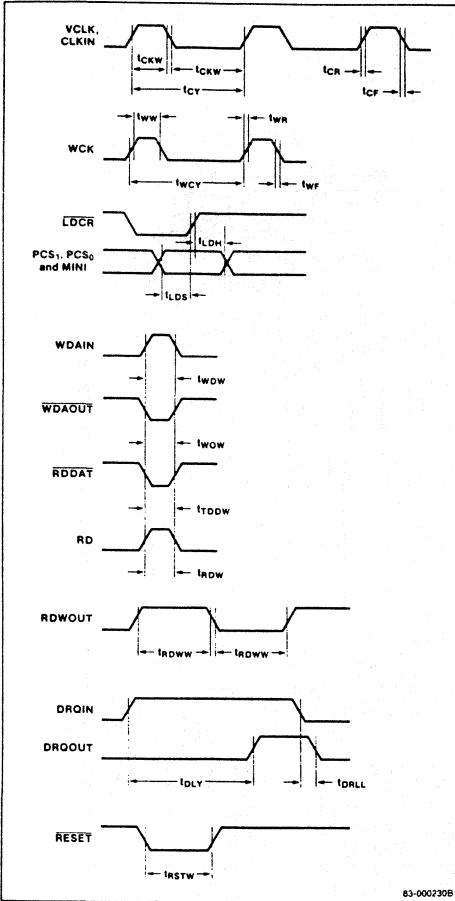 VCLK,
CLKIN
tCKW
tCKW
tCY
tCR
tCF
WCK
tWW
tWR
tWCY
tWF
LDCR
PCS1, PCS0
and MINI
tLDH
tLDS
WDAIN
tWDW
WDAOUT
tWOW
RDDAT
tTDDW
RD
tRDW
RDWOUT
tRDWW
tRDWW
DRQIN
DRQOUT
tDLY
tDRLL
RESET
tRSTW
83-000230B